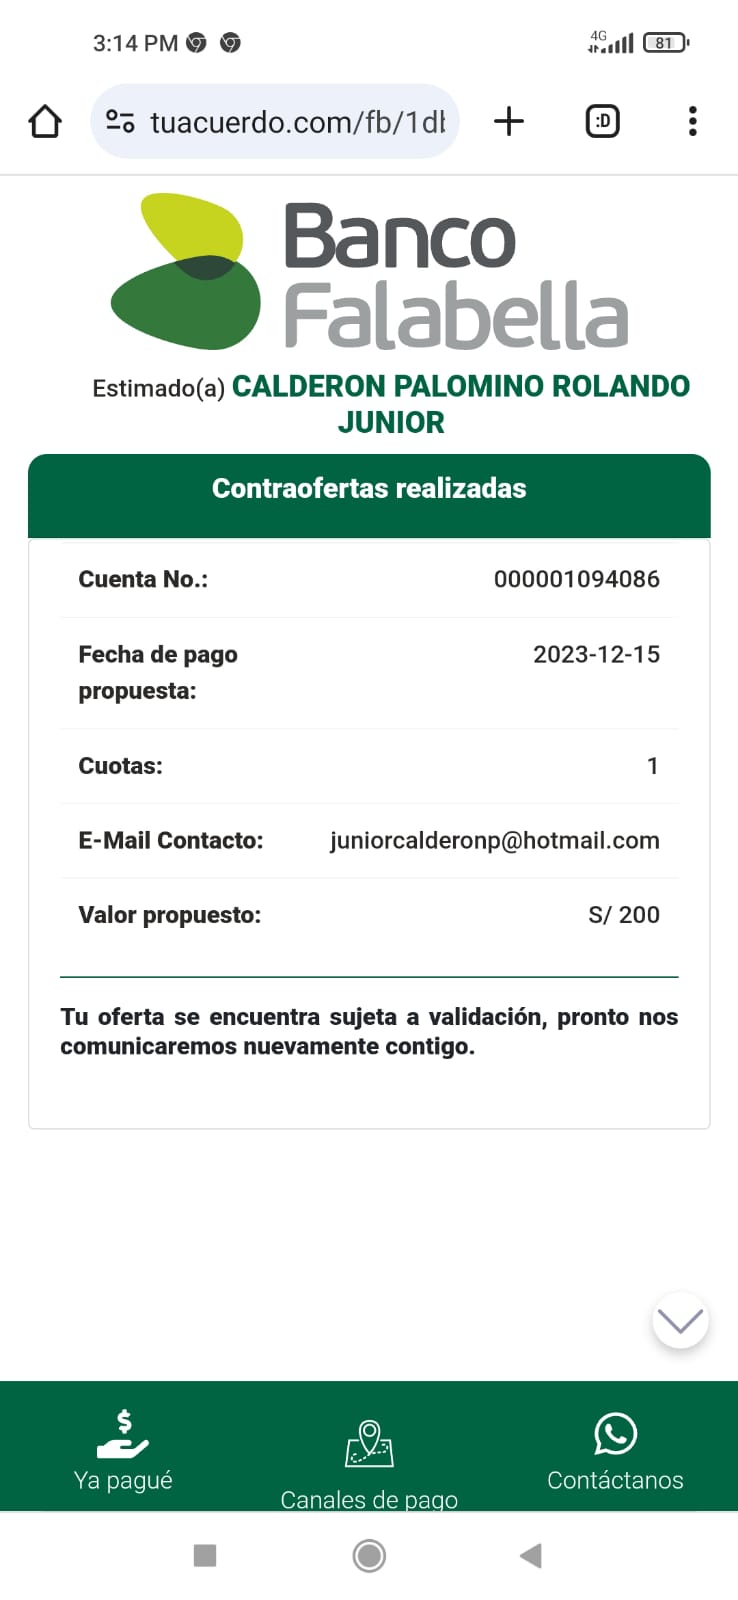 3:14 PM
4G
81
tuacuerdo.com/fb/1d
:D
Banco
Falabella
Estimado(a) CALDERON PALOMINO ROLANDO
JUNIOR
Contraofertas realizadas
Cuenta No.: 000001094086
Fecha de pago 2023-12-15
propuesta:
Cuotas: 1
E-Mail Contacto: juniorcalderonp@hotmail.com
Valor propuesto: S/ 200
Tu oferta se encuentra sujeta a validación, pronto nos
comunicaremos nuevamente contigo.
$
Ya pagué
Canales de pago
Contáctanos